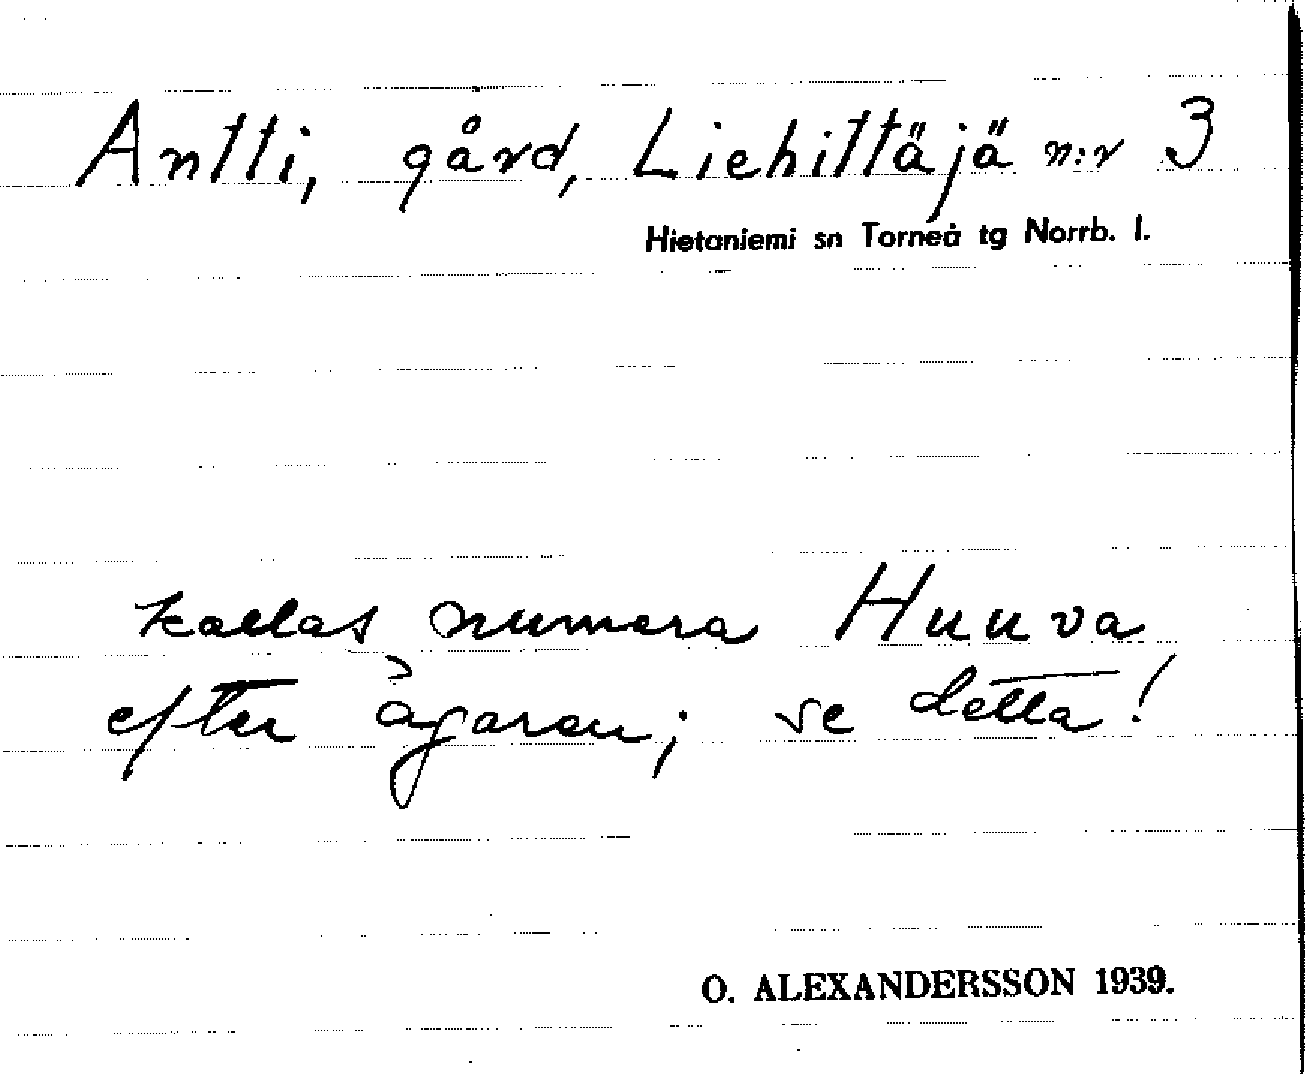 Antti, gård, Liehittäjä n:r 3
Hietaniemi sn Torneå tg Norrb. l.
kallas numera Huuva
efter ägaren; se detta!
O. ALEXANDERSSON 1939.